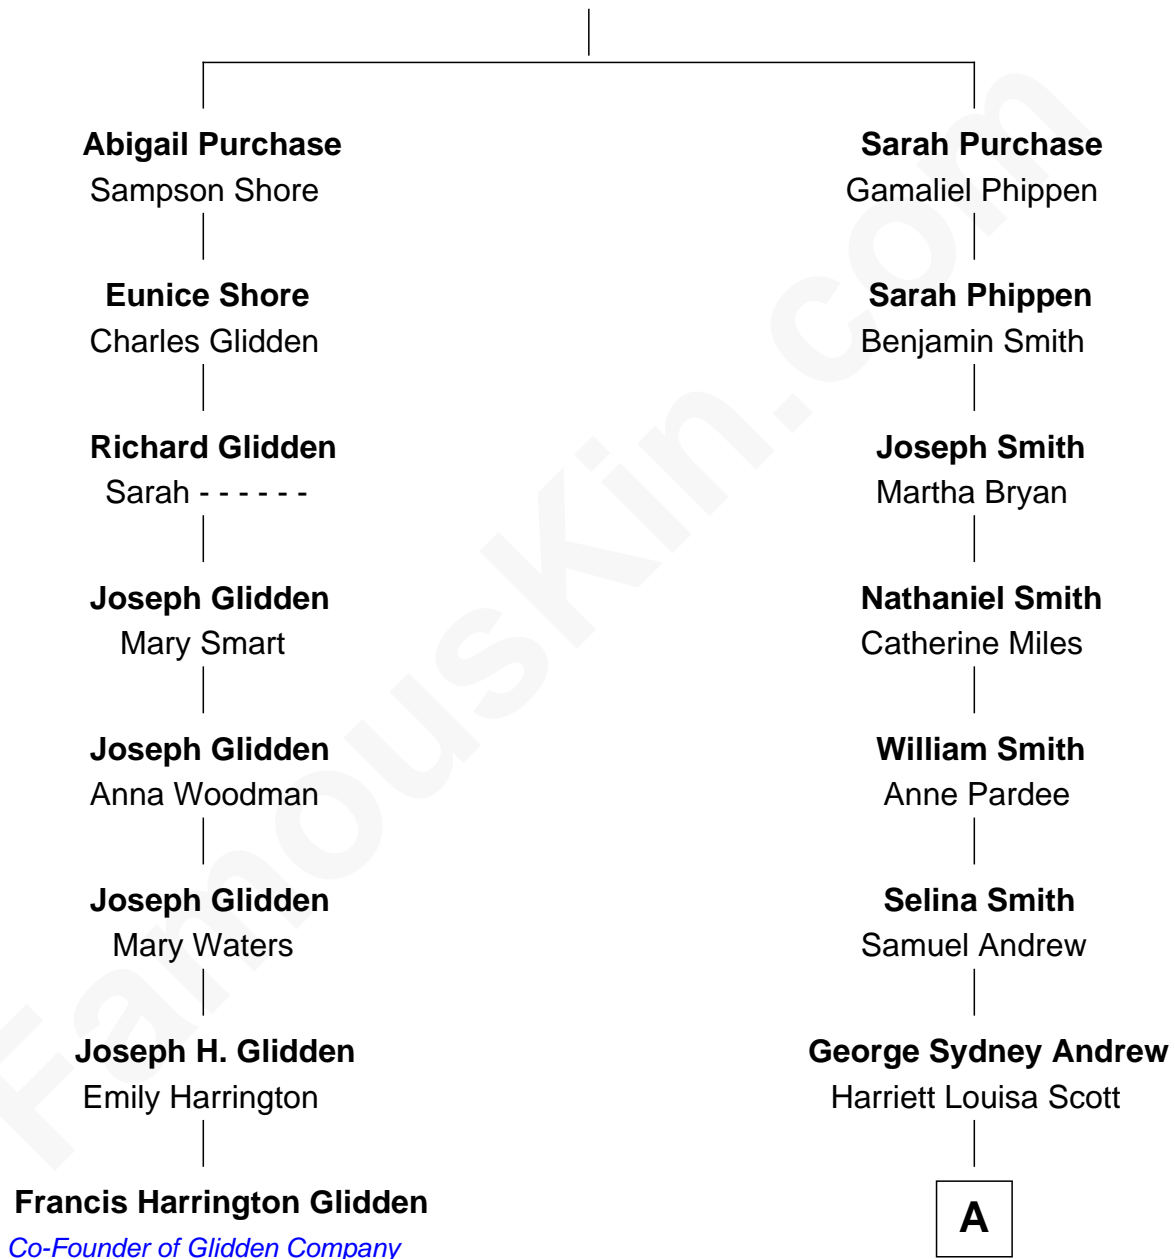 Abigail Purchase
Sampson Shore
Eunice Shore
Charles Glidden
Richard Glidden
Sarah - - - - - -
Joseph Glidden
Mary Smart
Joseph Glidden
Anna Woodman
Joseph Glidden
Mary Waters
Joseph H. Glidden
Emily Harrington
Francis Harrington Glidden
Co-Founder of Glidden Company
Sarah Purchase
Gamaliel Phippen
Sarah Phippen
Benjamin Smith
Joseph Smith
Martha Bryan
Nathaniel Smith
Catherine Miles
William Smith
Anne Pardee
Selina Smith
Samuel Andrew
George Sydney Andrew
Harriett Louisa Scott
A
FamousKin.com